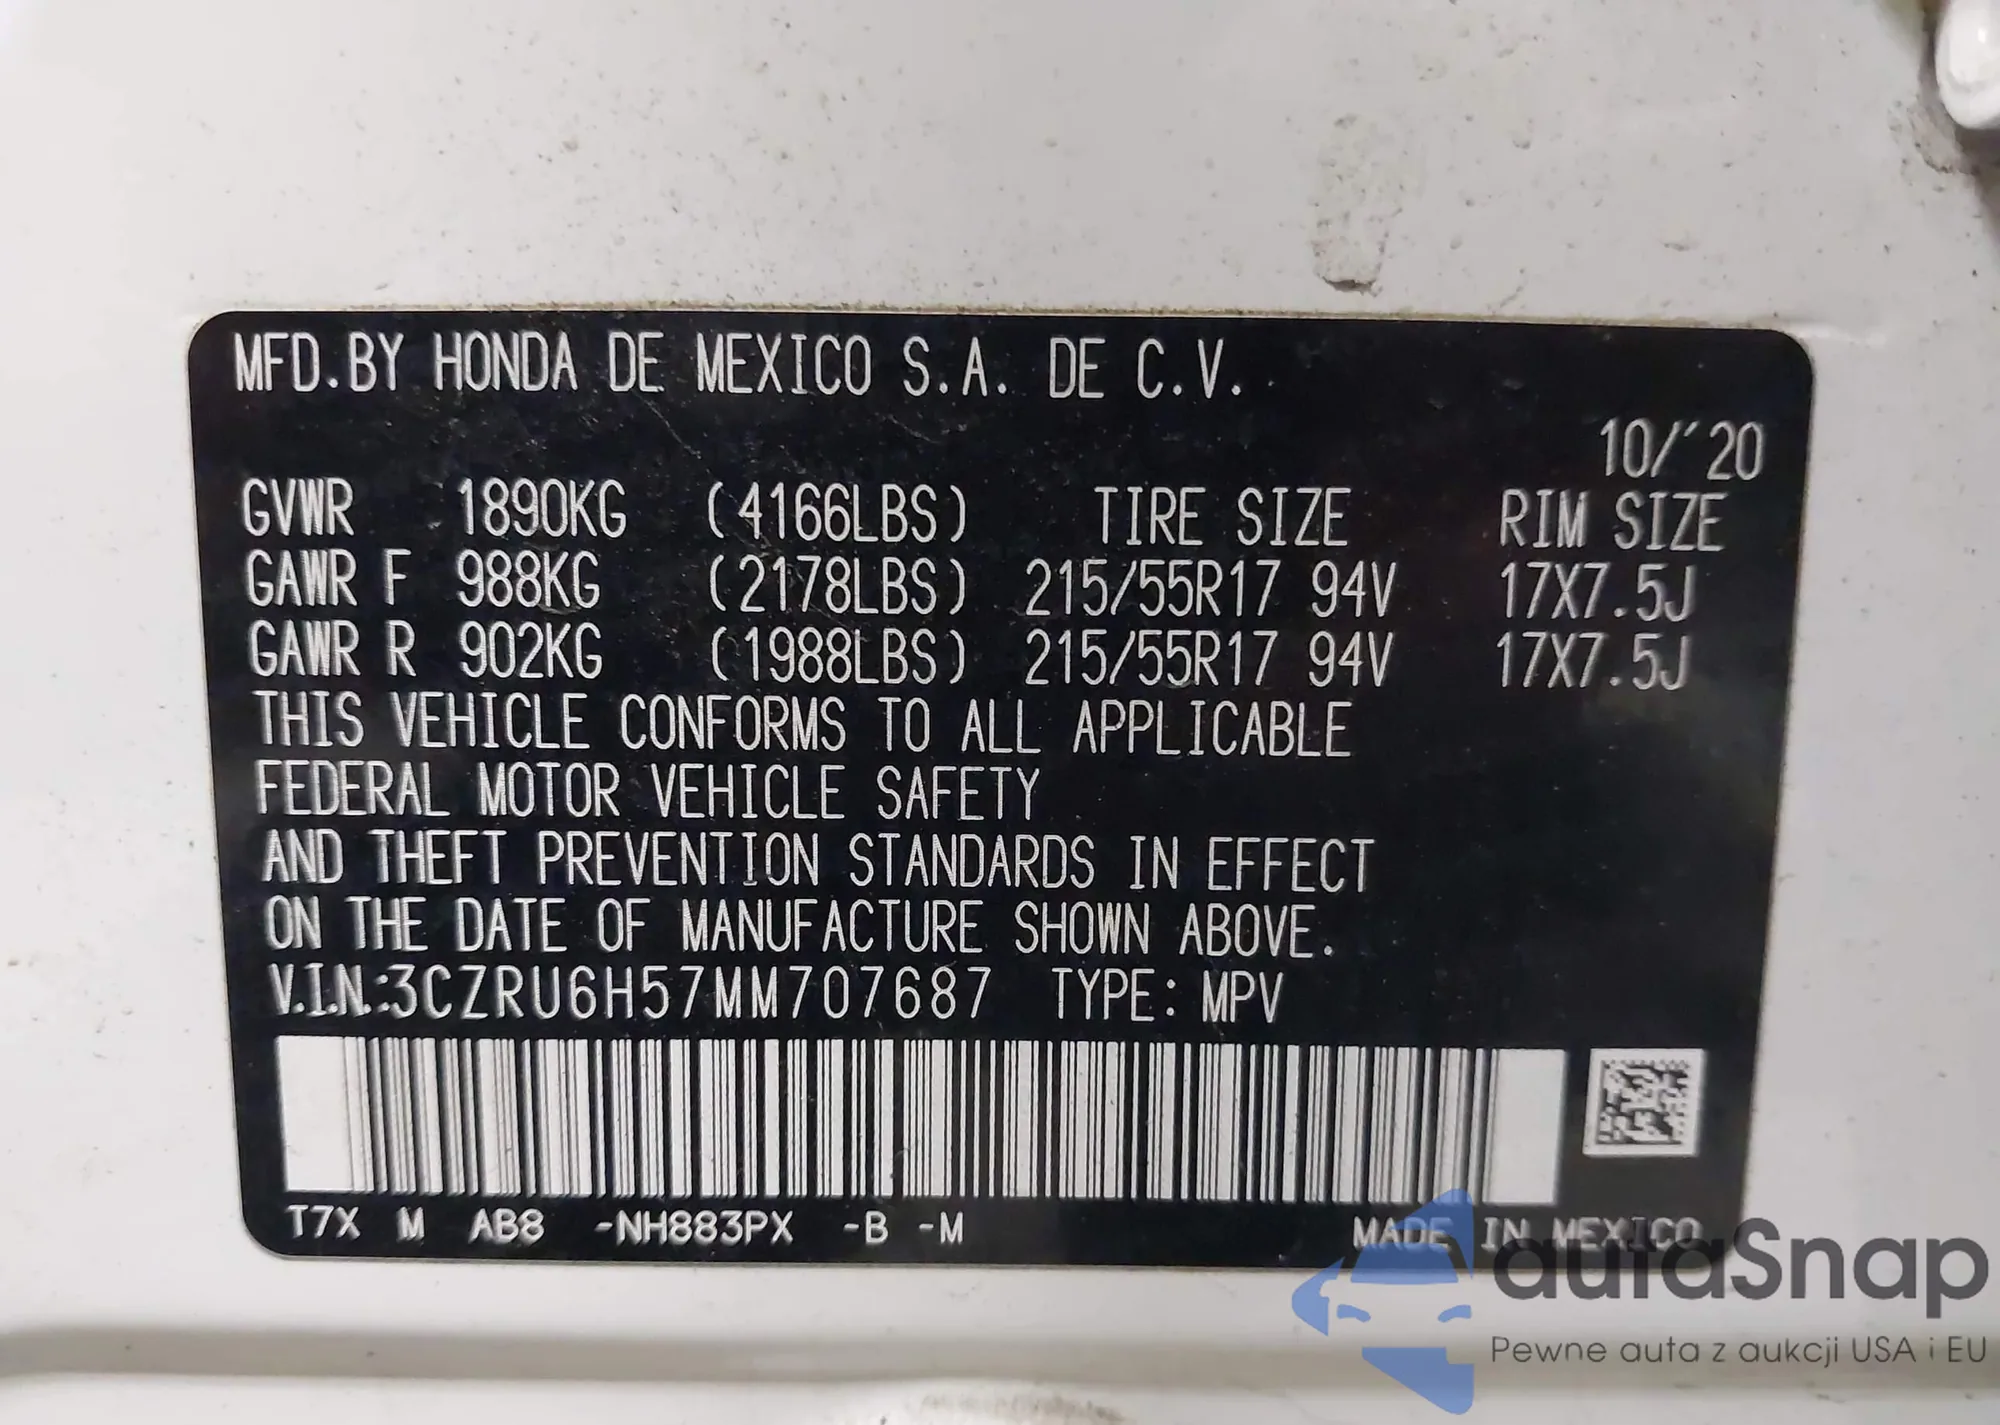 MFD.BY HONDA DE MEXICO S.A. DE C.V.
10/'20
GVWR 1890KG (4166LBS) TIRE SIZE RIM SIZE
GAWR F 988KG (2178LBS) 215/55R17 94V 17X7.5J
GAWR R 902KG (1988LBS) 215/55R17 94V 17X7.5J
THIS VEHICLE CONFORMS TO ALL APPLICABLE
FEDERAL MOTOR VEHICLE SAFETY
AND THEFT PREVENTION STANDARDS IN EFFECT
ON THE DATE OF MANUFACTURE SHOWN ABOVE.
V.I.N.:3CZRU6H57MM707687 TYPE: MPV
T7X M AB8 -NH883PX -B -M MADE IN MEXICO
autaSnap
Pewne auta z aukcji USA i EU